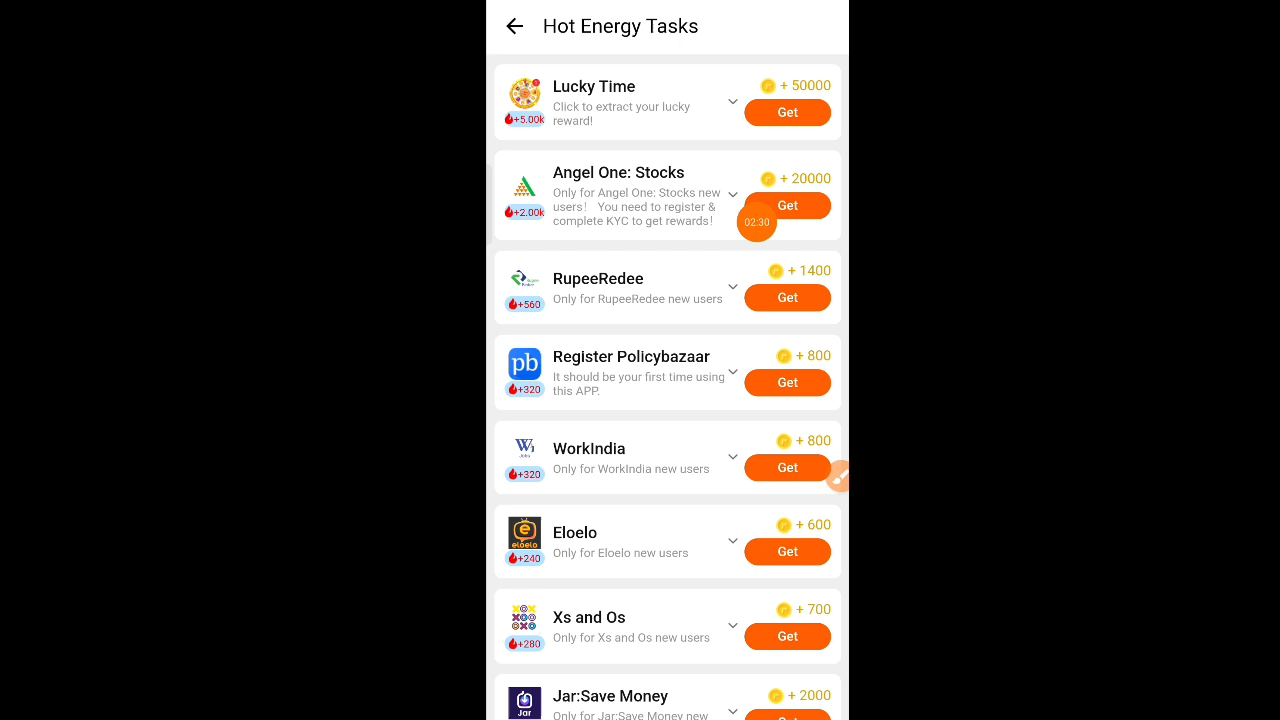 Hot Energy Tasks
Lucky Time
+ 50000
Click to extract your lucky
reward!
+5.00k
Get
Angel One: Stocks
+ 20000
Only for Angel One: Stocks new
users! You need to register &
complete KYC to get rewards!
+2.00k
Get
02:30
RupeeRedee
+ 1400
Only for RupeeRedee new users
+560
Get
pb
Register Policybazaar
+ 800
It should be your first time using
this APP.
+320
Get
W
Jobs
WorkIndia
+ 800
Only for WorkIndia new users
+320
Get
e
eloelo
Eloelo
+ 600
Only for Eloelo new users
+240
Get
Xs and Os
+ 700
Only for Xs and Os new users
+280
Get
Jar
Jar:Save Money
+ 2000
Only for Jar:Save Money new